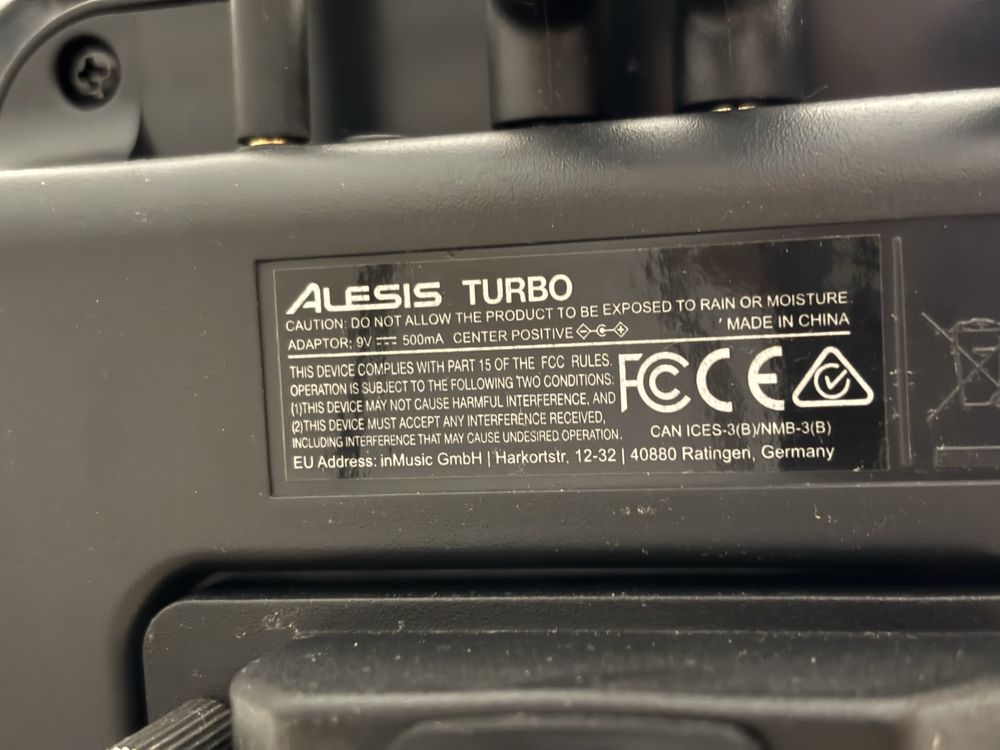 ALESIS TURBO
CAUTION: DO NOT ALLOW THE PRODUCT TO BE EXPOSED TO RAIN OR MOISTURE.
ADAPTOR: 9V 500mA CENTER POSITIVE MADE IN CHINA
THIS DEVICE COMPLIES WITH PART 15 OF THE FCC RULES.
OPERATION IS SUBJECT TO THE FOLLOWING TWO CONDITIONS:
(1)THIS DEVICE MAY NOT CAUSE HARMFUL INTERFERENCE, AND
(2)THIS DEVICE MUST ACCEPT ANY INTERFERENCE RECEIVED,
INCLUDING INTERFERENCE THAT MAY CAUSE UNDESIRED OPERATION.
FCC CE
CAN ICES-3(B)/NMB-3(B)
EU Address: inMusic GmbH | Harkortstr. 12-32 | 40880 Ratingen, Germany